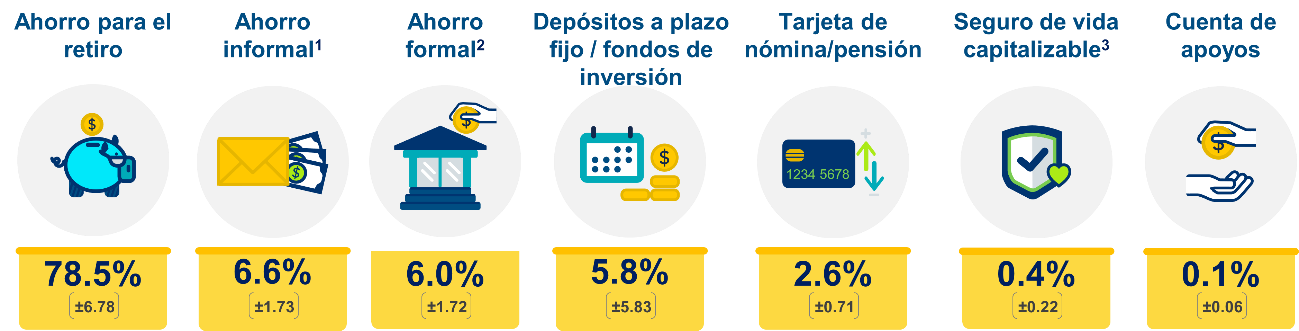 Ahorro para el
retiro
Ahorro
informal¹
Ahorro
formal²
Depósitos a plazo
fijo / fondos de
inversión
Tarjeta de
nómina/pensión
Seguro de vida
capitalizable³
Cuenta de
apoyos
$
$
$
$
$
1234 5678
+
−
$
78.5%
±6.78
6.6%
±1.73
6.0%
±1.72
5.8%
±5.83
2.6%
±0.71
0.4%
±0.22
0.1%
±0.06